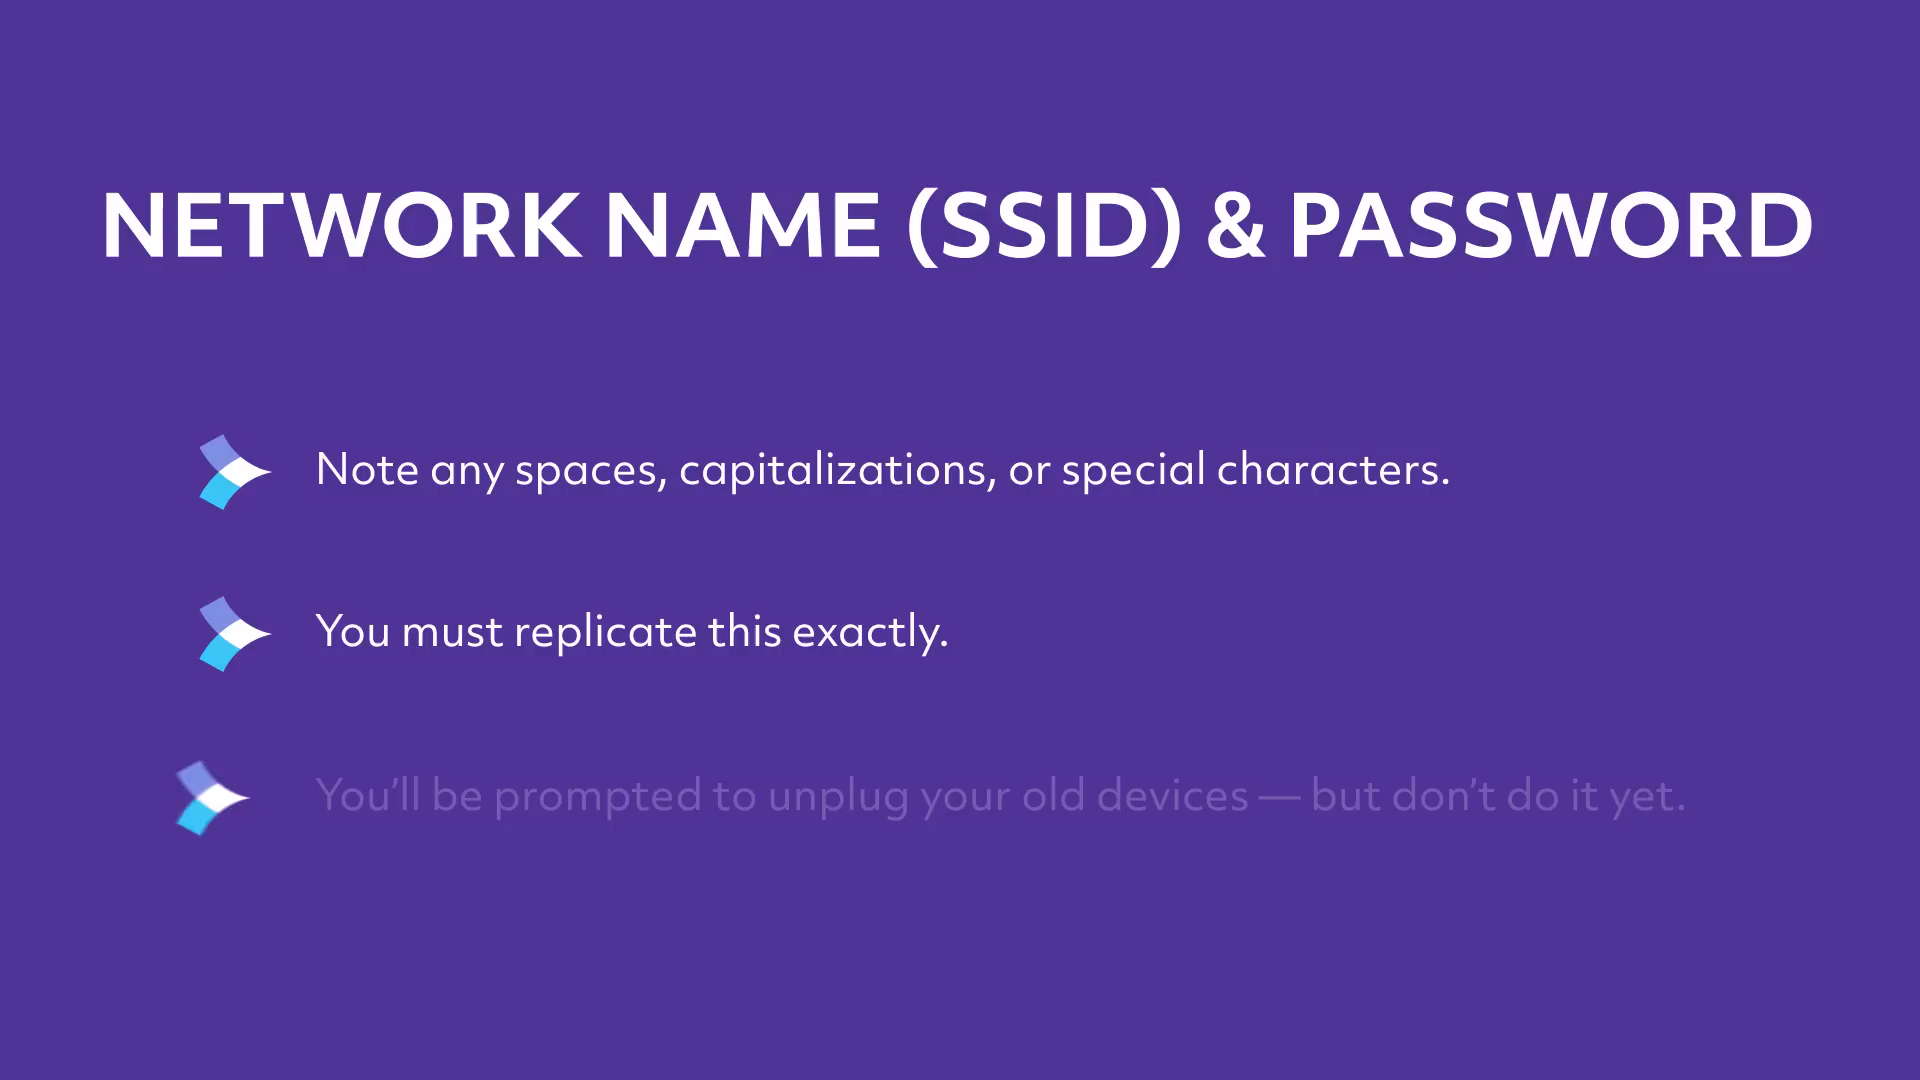 NETWORK NAME (SSID) & PASSWORD
Note any spaces, capitalizations, or special characters.
You must replicate this exactly.
You’ll be prompted to unplug your old devices — but don’t do it yet.